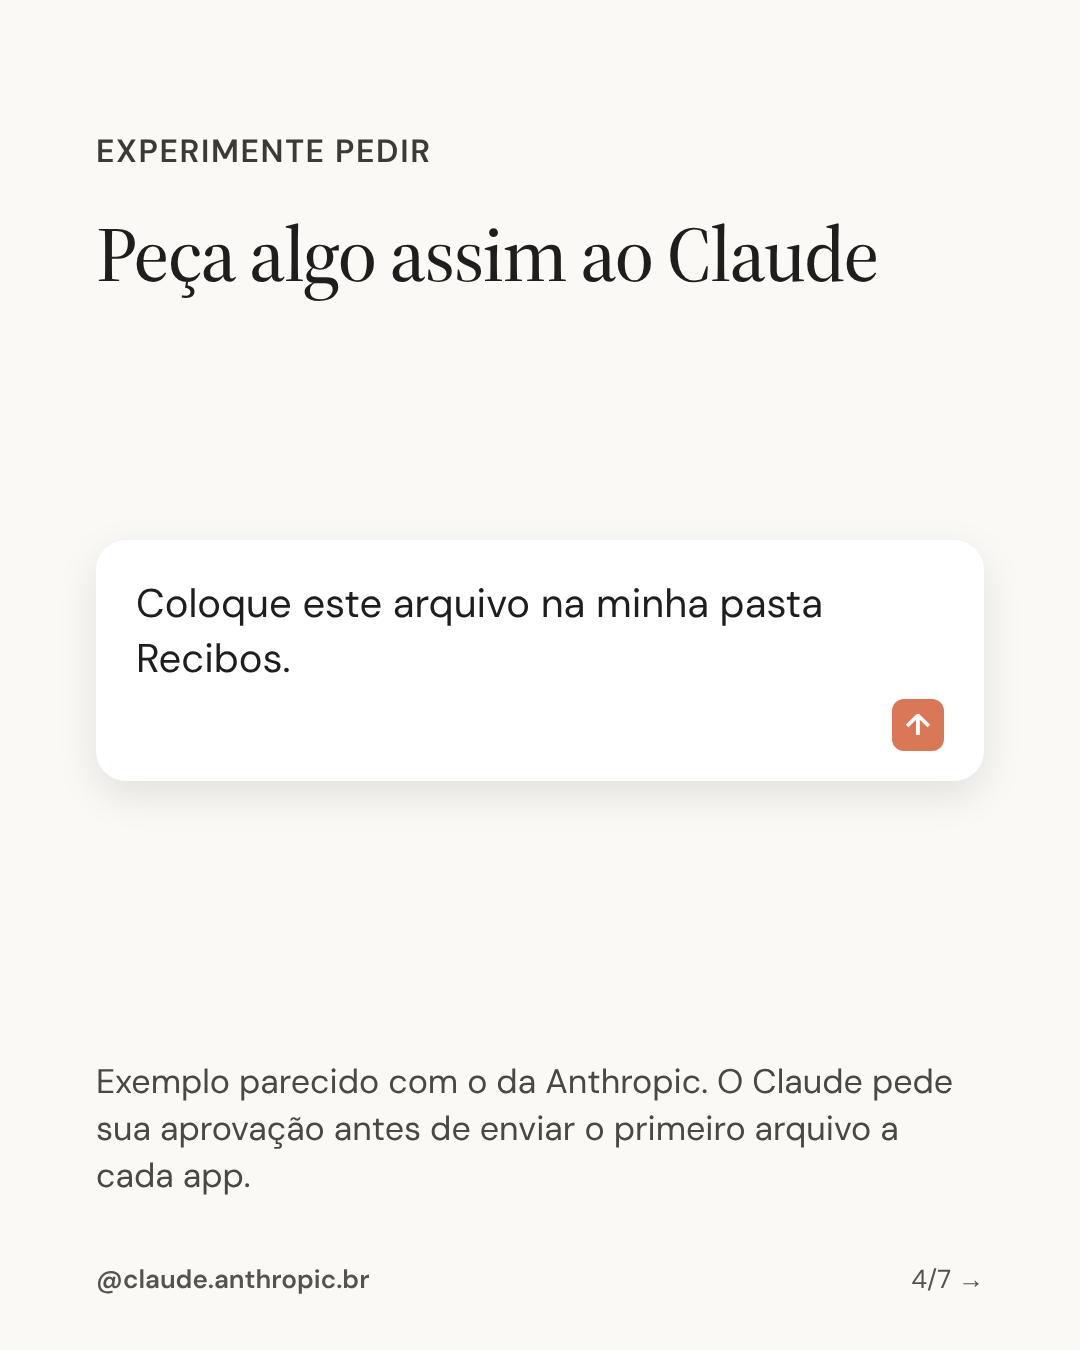 EXPERIMENTE PEDIR
Peça algo assim ao Claude
Coloque este arquivo na minha pasta
Recibos.
Exemplo parecido com o da Anthropic. O Claude pede
sua aprovação antes de enviar o primeiro arquivo a
cada app.
@claude.anthropic.br
4/7 →